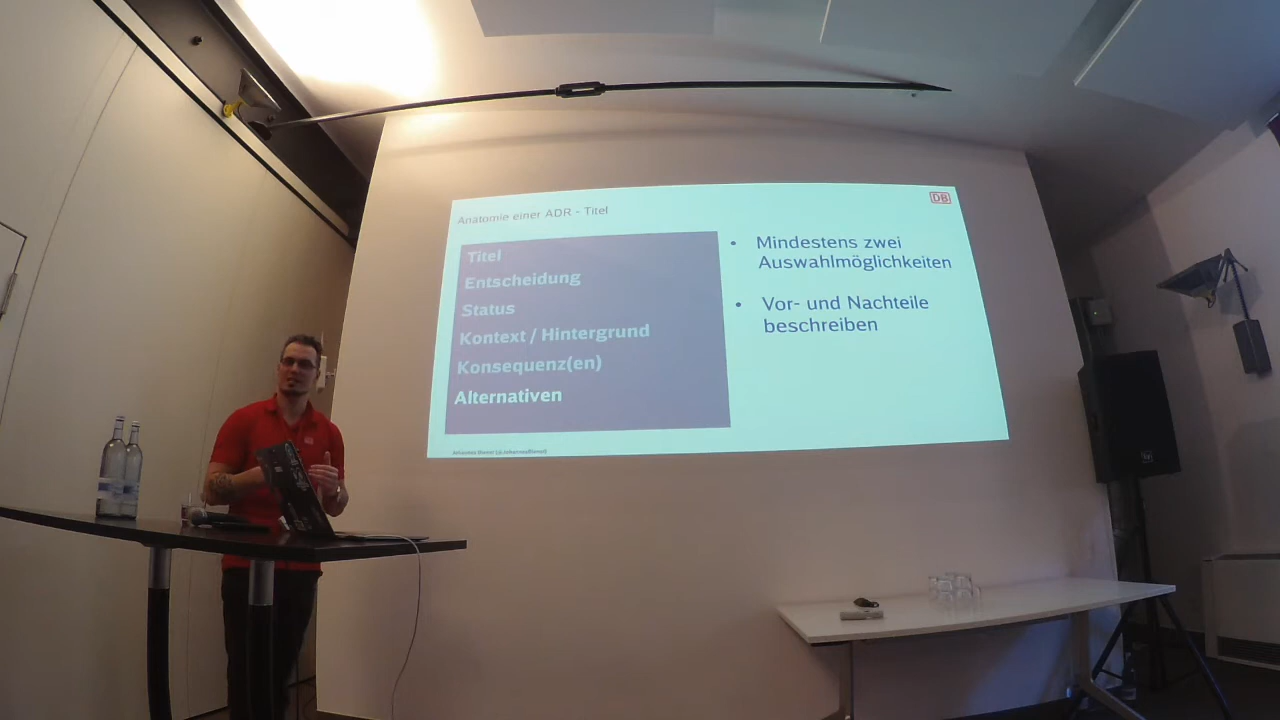 Anatomie einer ADR - Titel
DB
Titel
Entscheidung
Status
Kontext / Hintergrund
Konsequenz(en)
Alternativen
• Mindestens zwei
Auswahlmöglichkeiten
• Vor- und Nachteile
beschreiben